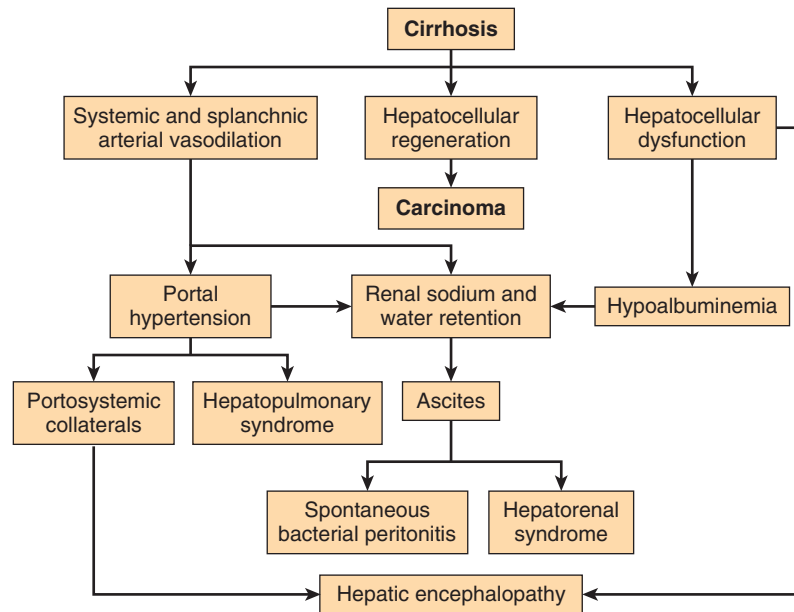 Cirrhosis
Systemic and splanchnic
arterial vasodilation
Hepatocellular
regeneration
Hepatocellular
dysfunction
Carcinoma
Portal
hypertension
Renal sodium and
water retention
Hypoalbuminemia
Portosystemic
collaterals
Hepatopulmonary
syndrome
Ascites
Spontaneous
bacterial peritonitis
Hepatorenal
syndrome
Hepatic encephalopathy